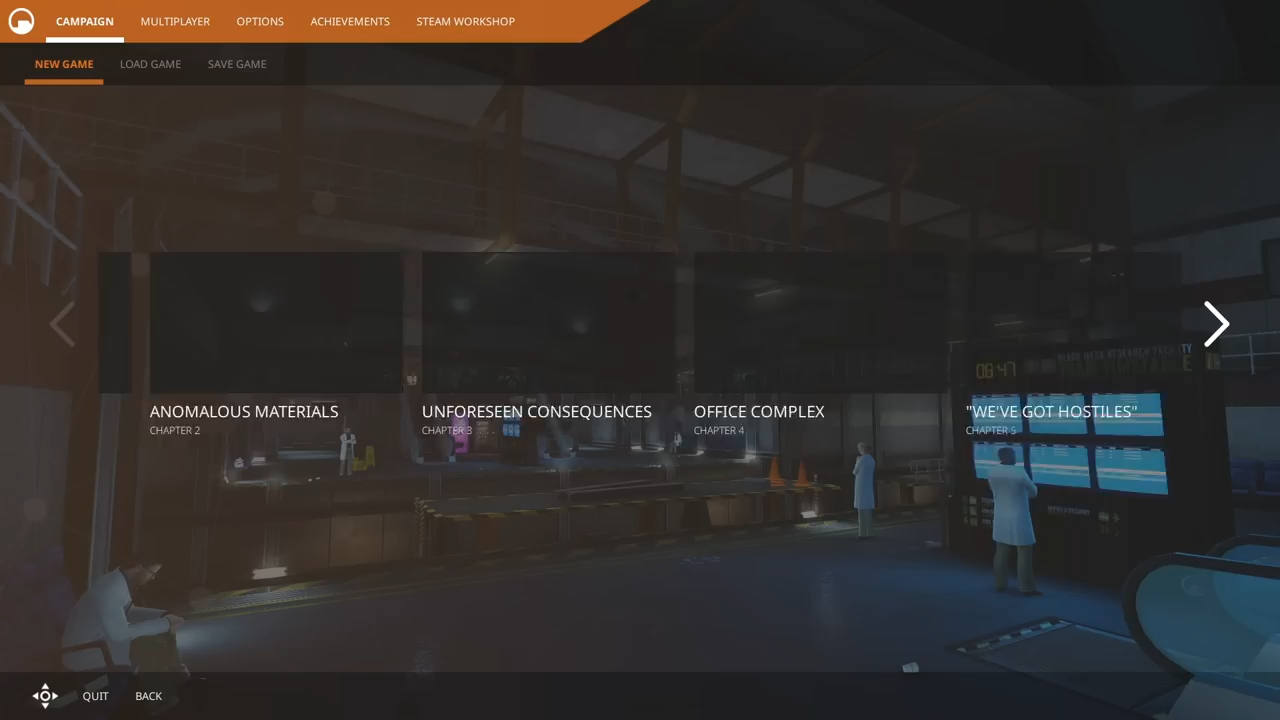 CAMPAIGN MULTIPLAYER OPTIONS ACHIEVEMENTS STEAM WORKSHOP
NEW GAME LOAD GAME SAVE GAME
06:47
ANOMALOUS MATERIALS
CHAPTER 2
UNFORESEEN CONSEQUENCES
CHAPTER 3
OFFICE COMPLEX
CHAPTER 4
"WE'VE GOT HOSTILES"
CHAPTER 5
QUIT BACK